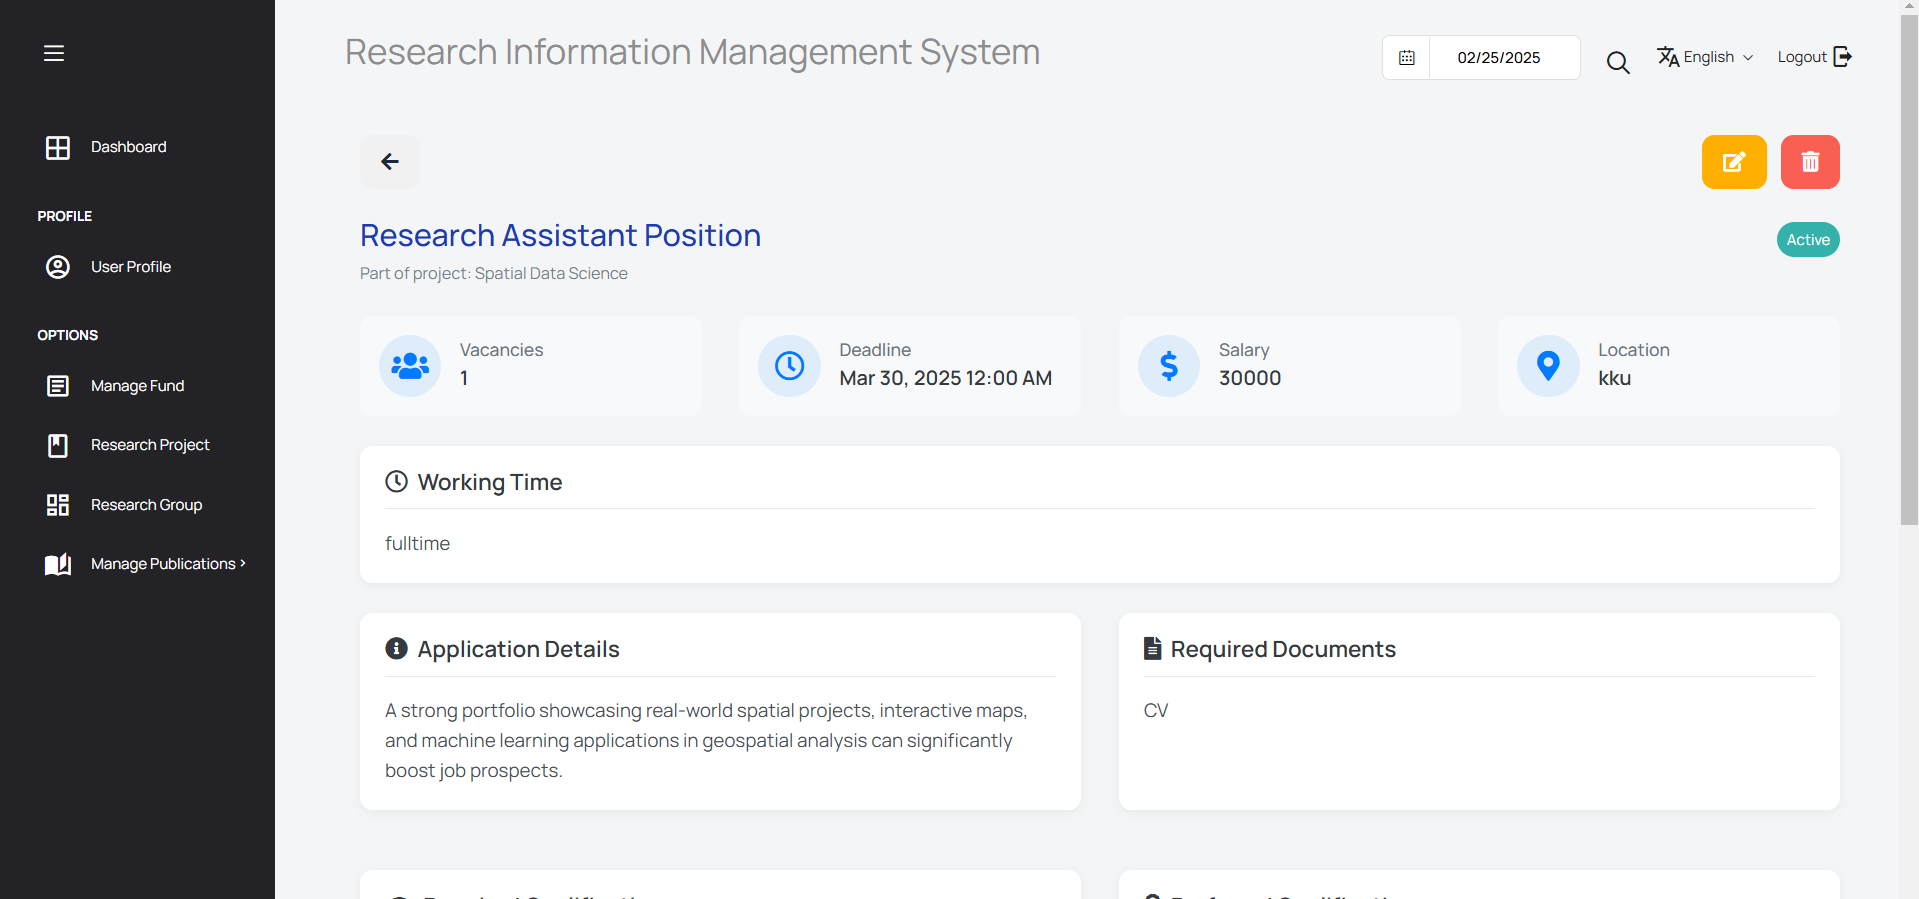 Research Information Management System
02/25/2025
English
Logout
Dashboard
PROFILE
User Profile
OPTIONS
Manage Fund
Research Project
Research Group
Manage Publications
Research Assistant Position
Active
Part of project: Spatial Data Science
Vacancies
1
Deadline
Mar 30, 2025 12:00 AM
Salary
30000
Location
kku
Working Time
fulltime
Application Details
A strong portfolio showcasing real-world spatial projects, interactive maps,
and machine learning applications in geospatial analysis can significantly
boost job prospects.
Required Documents
CV